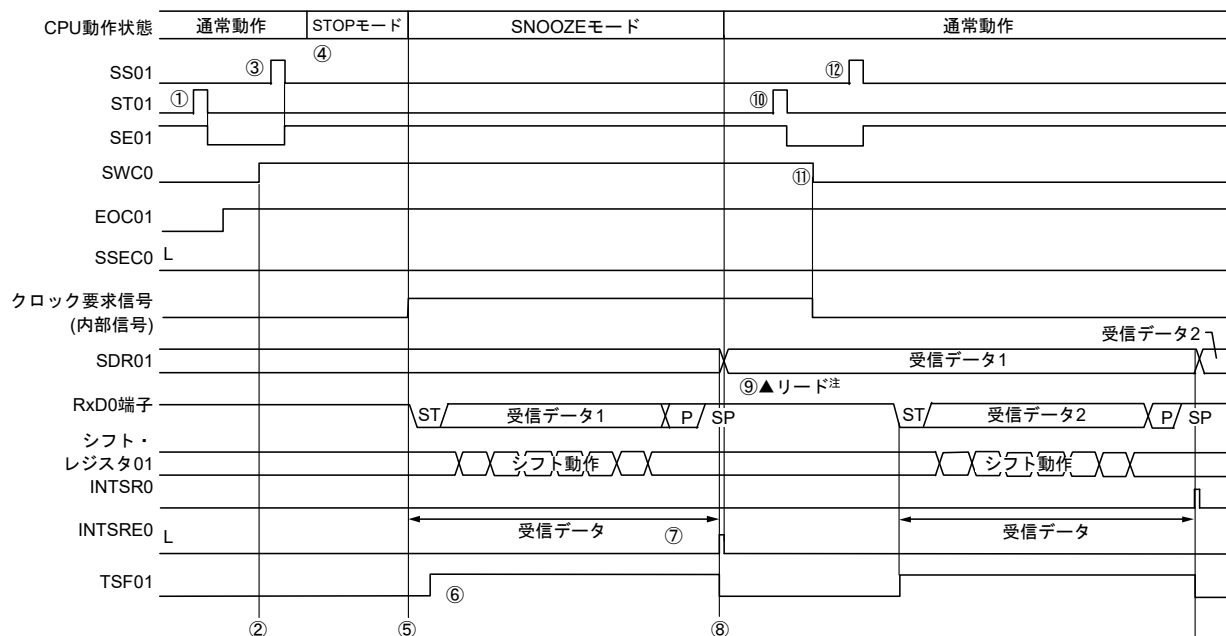 CPU動作状態 通常動作 STOPモード SNOOZEモード 通常動作
④
SS01 ③ ⑫
ST01 ① ⑩
SE01
SWC0 ⑪
EOC01
SSEC0 L
クロック要求信号
(内部信号)
受信データ2
SDR01 受信データ1
⑨▲リード注
RxD0端子 ST 受信データ1 P SP ST 受信データ2 P SP
シフト・
レジスタ01 シフト動作 シフト動作
INTSR0
INTSRE0 L 受信データ ⑦ 受信データ
TSF01 ⑥
② ⑤ ⑧